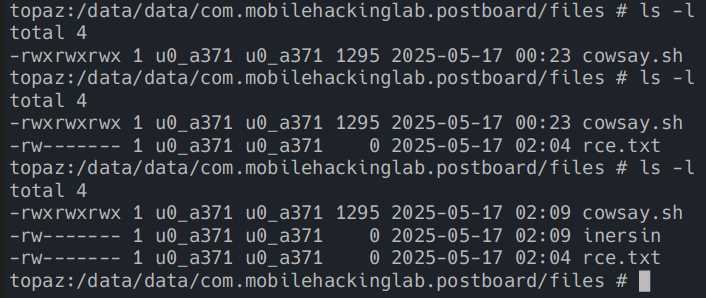 topaz:/data/data/com.mobilehackinglab.postboard/files # ls -l
total 4
-rwxrwxrwx 1 u0_a371 u0_a371 1295 2025-05-17 00:23 cowsay.sh
topaz:/data/data/com.mobilehackinglab.postboard/files # ls -l
total 4
-rwxrwxrwx 1 u0_a371 u0_a371 1295 2025-05-17 00:23 cowsay.sh
-rw------- 1 u0_a371 u0_a371    0 2025-05-17 02:04 rce.txt
topaz:/data/data/com.mobilehackinglab.postboard/files # ls -l
total 4
-rwxrwxrwx 1 u0_a371 u0_a371 1295 2025-05-17 02:09 cowsay.sh
-rw------- 1 u0_a371 u0_a371    0 2025-05-17 02:09 inersin
-rw------- 1 u0_a371 u0_a371    0 2025-05-17 02:04 rce.txt
topaz:/data/data/com.mobilehackinglab.postboard/files #